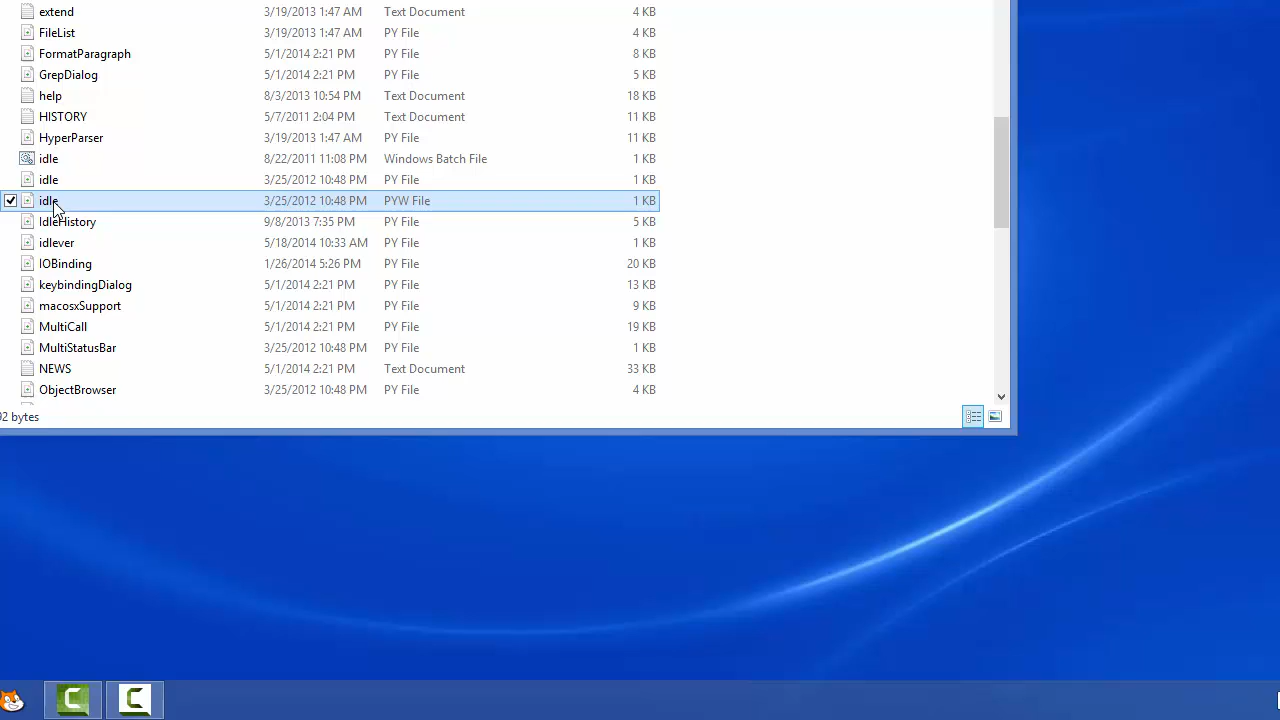 extend 3/19/2013 1:47 AM Text Document 4 KB
FileList 3/19/2013 1:47 AM PY File 4 KB
FormatParagraph 5/1/2014 2:21 PM PY File 8 KB
GrepDialog 5/1/2014 2:21 PM PY File 5 KB
help 8/3/2013 10:54 PM Text Document 18 KB
HISTORY 5/7/2011 2:04 PM Text Document 11 KB
HyperParser 3/19/2013 1:47 AM PY File 11 KB
idle 8/22/2011 11:08 PM Windows Batch File 1 KB
idle 3/25/2012 10:48 PM PY File 1 KB
idle 3/25/2012 10:48 PM PYW File 1 KB
IdleHistory 9/8/2013 7:35 PM PY File 5 KB
idlever 5/18/2014 10:33 AM PY File 1 KB
IOBinding 1/26/2014 5:26 PM PY File 20 KB
keybindingDialog 5/1/2014 2:21 PM PY File 13 KB
macosxSupport 5/1/2014 2:21 PM PY File 9 KB
MultiCall 5/1/2014 2:21 PM PY File 19 KB
MultiStatusBar 3/25/2012 10:48 PM PY File 1 KB
NEWS 5/1/2014 2:21 PM Text Document 33 KB
ObjectBrowser 3/25/2012 10:48 PM PY File 4 KB
92 bytes